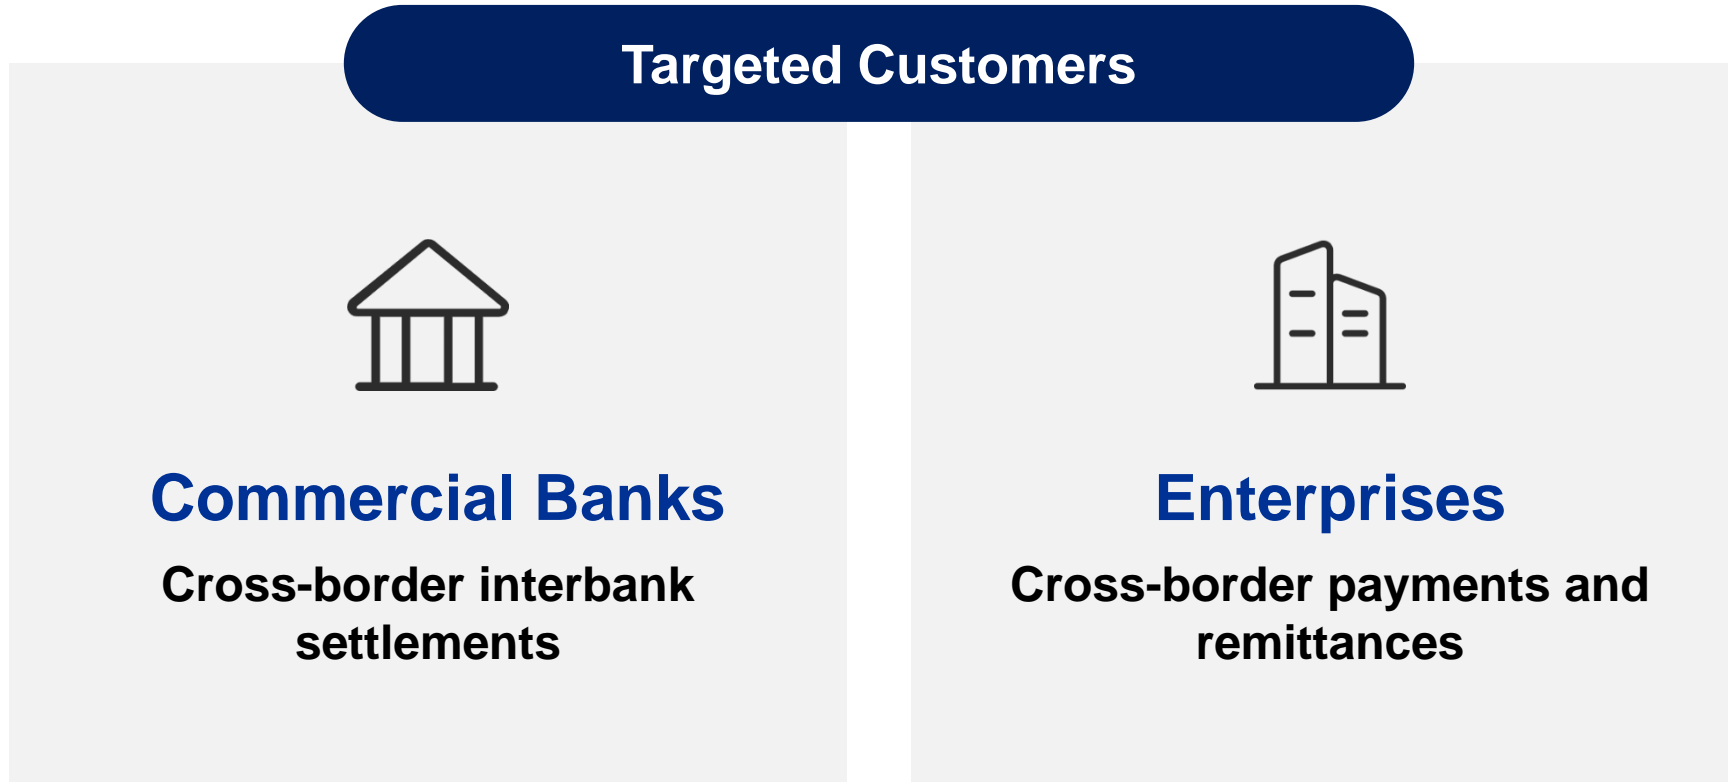 Targeted Customers
Commercial Banks
Cross-border interbank
settlements
Enterprises
Cross-border payments and
remittances